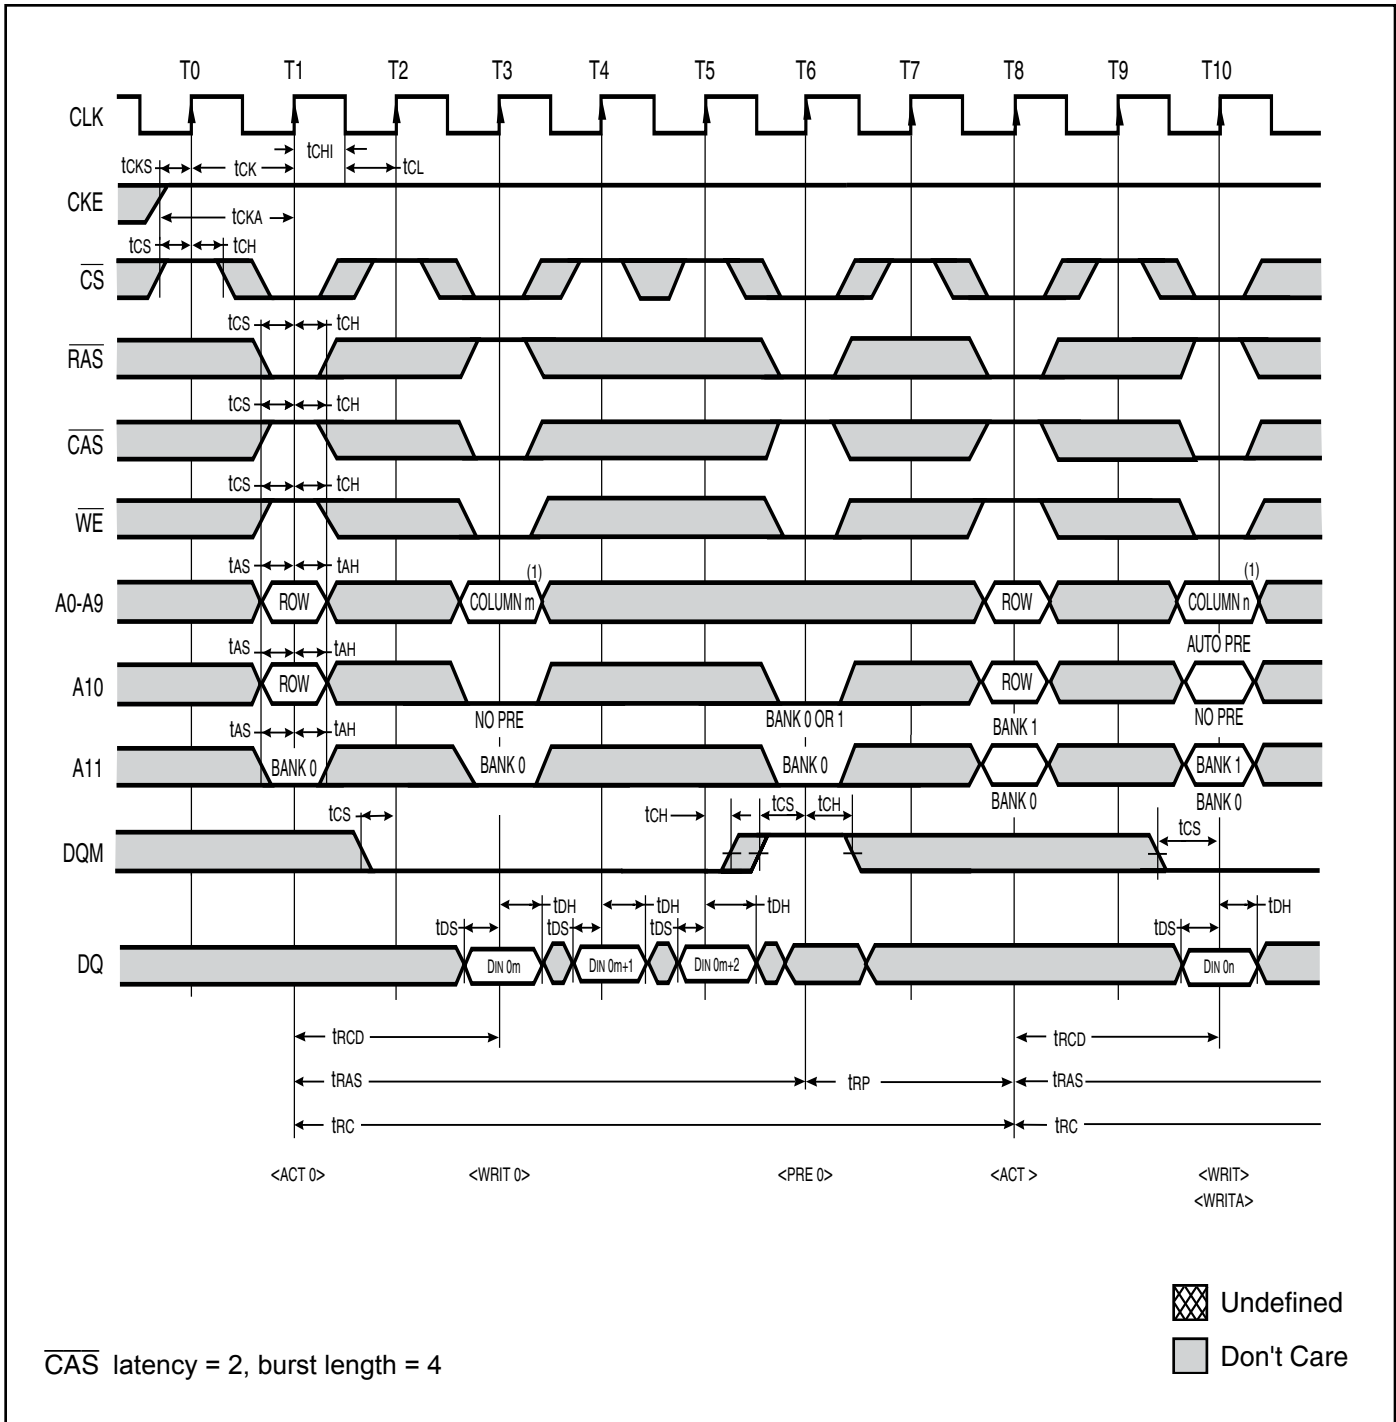 T0 T1 T2 T3 T4 T5 T6 T7 T8 T9 T10
CLK
tCHI
tCKS tCK tCL
CKE
tCKA
tCS tCH
CS
tCS tCH
RAS
tCS tCH
CAS
tCS tCH
WE
tAS tAH (1) (1)
A0-A9 ROW COLUMN m ROW COLUMN n
tAS tAH AUTO PRE
A10 ROW ROW
NO PRE BANK 0 OR 1 BANK 1 NO PRE
tAS tAH
A11 BANK 0 BANK 0 BANK 0 BANK 1
BANK 0 BANK 0
tCS tCH tCS tCH tCS
DQM
tDH tDH tDH tDH
tDS tDS tDS tDS
DQ DIN 0m DIN 0m+1 DIN 0m+2 DIN 0n
tRCD tRCD
tRAS tRP tRAS
tRC tRC
<ACT 0> <WRIT 0> <PRE 0> <ACT > <WRIT>
<WRITA>
Undefined
Don't Care
CAS latency = 2, burst length = 4